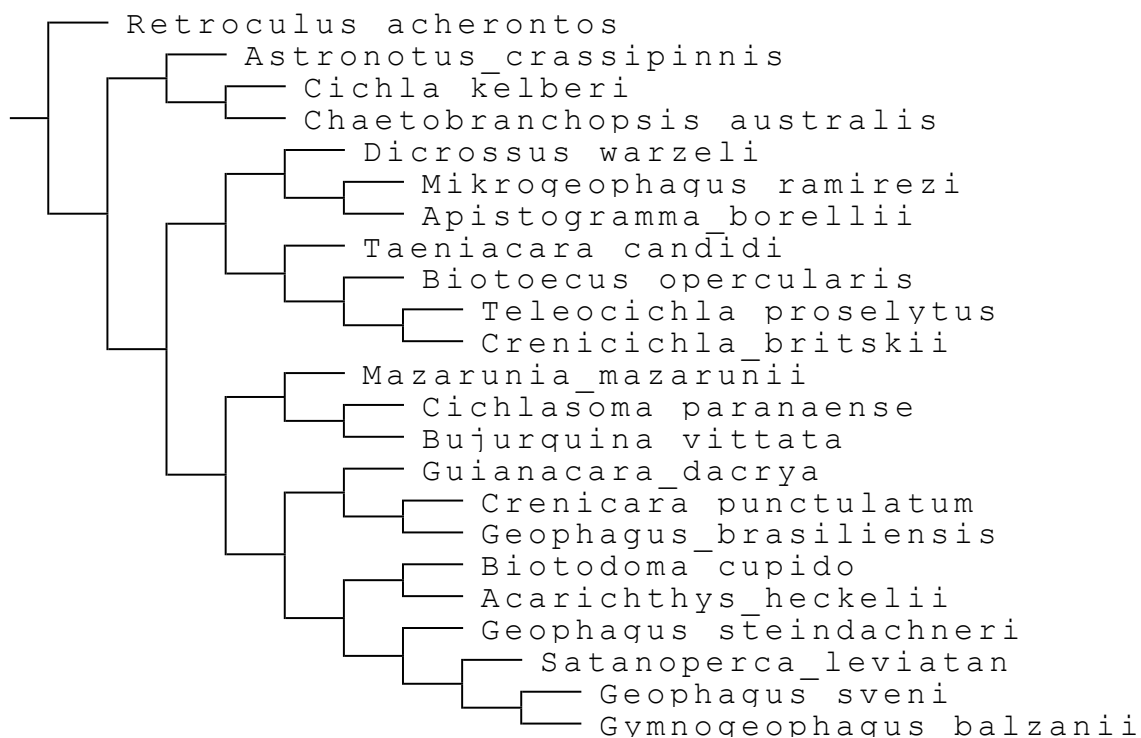 Retroculus acherontos
Astronotus_crassipinnis
Cichla kelberi
Chaetobranchopsis australis
Dicrossus warzeli
Mikrogeophagus ramirezi
Apistogramma_borellii
Taeniacara candidi
Biotoecus opercularis
Teleocichla proselytus
Crenicichla_britskii
Mazarunia_mazarunii
Cichlasoma paranaense
Bujurquina vittata
Guianacara_dacrya
Crenicara punctulatum
Geophagus_brasiliensis
Biotodoma cupido
Acarichthys_heckelii
Geophagus steindachneri
Satanoperca_leviatan
Geophagus sveni
Gymnogeophagus balzanii